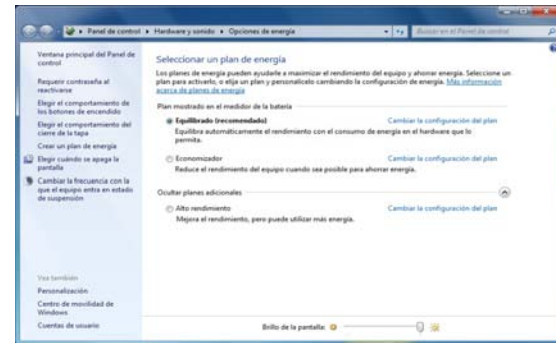 Panel de control ▸ Hardware y sonido ▸ Opciones de energía
Buscar en el Panel de control
Ventana principal del Panel de
control
Requerir contraseña al
reactivarse
Elegir el comportamiento de
los botones de encendido
Elegir el comportamiento del
cierre de la tapa
Crear un plan de energía
Elegir cuándo se apaga la
pantalla
Cambiar la frecuencia con la
que el equipo entra en estado
de suspensión
Vea también
Personalización
Centro de movilidad de
Windows
Cuentas de usuario
Seleccionar un plan de energía
Los planes de energía pueden ayudarle a maximizar el rendimiento del equipo y ahorrar energía. Seleccione un
plan para activarlo, o elija un plan y personalícelo cambiando la configuración de energía. Más información
acerca de planes de energía
Plan mostrado en el medidor de la batería
Equilibrado (recomendado) Cambiar la configuración del plan
Equilibra automáticamente el rendimiento con el consumo de energía en el hardware que lo
permita.
Economizador Cambiar la configuración del plan
Reduce el rendimiento del equipo cuando sea posible para ahorrar energía.
Ocultar planes adicionales
Alto rendimiento Cambiar la configuración del plan
Mejora el rendimiento, pero puede utilizar más energía.
Brillo de la pantalla: